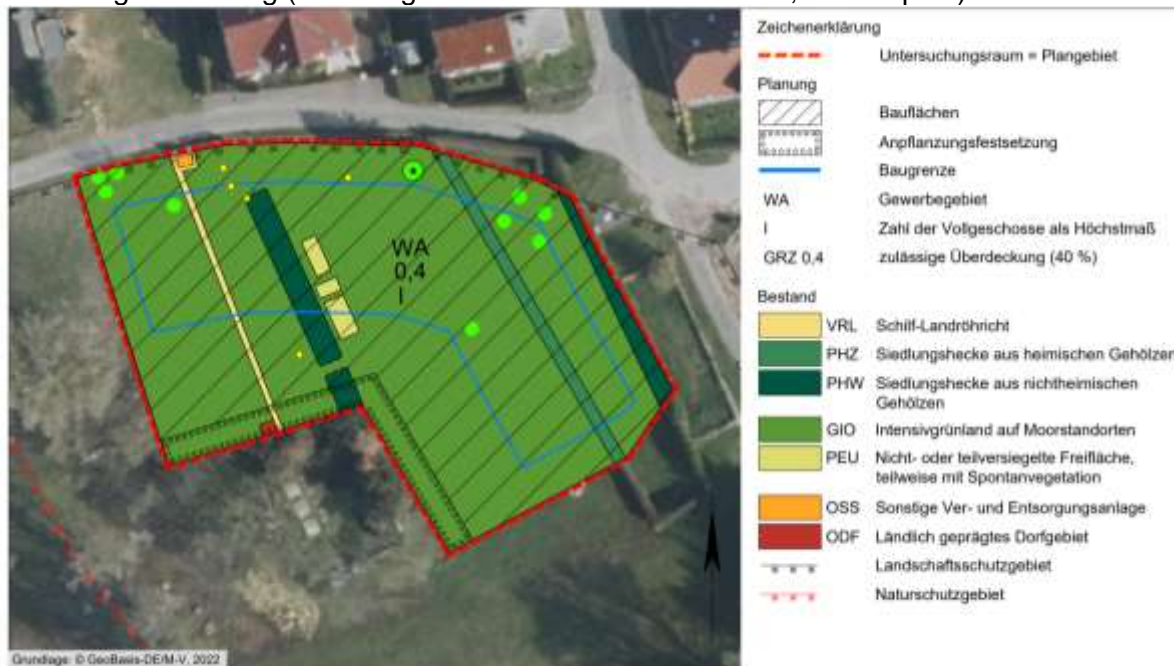 Zeichenerklärung
Untersuchungsraum = Plangebiet
Planung
Bauflächen
Anpflanzungsfestsetzung
Baugrenze
WA Gewerbegebiet
I Zahl der Vollgeschosse als Höchstmaß
GRZ 0,4 zulässige Überdeckung (40 %)
Bestand
VRL Schilf-Landröhricht
PHZ Siedlungshecke aus heimischen Gehölzen
PHW Siedlungshecke aus nichtheimischen
Gehölzen
GIO Intensivgrünland auf Moorstandorten
PEU Nicht- oder teilversiegelte Freifläche,
teilweise mit Spontanvegetation
OSS Sonstige Ver- und Entsorgungsanlage
ODF Ländlich geprägtes Dorfgebiet
Landschaftsschutzgebiet
Naturschutzgebiet
WA
0,4
I
Grundlage: © GeoBasis-DE/M-V, 2022